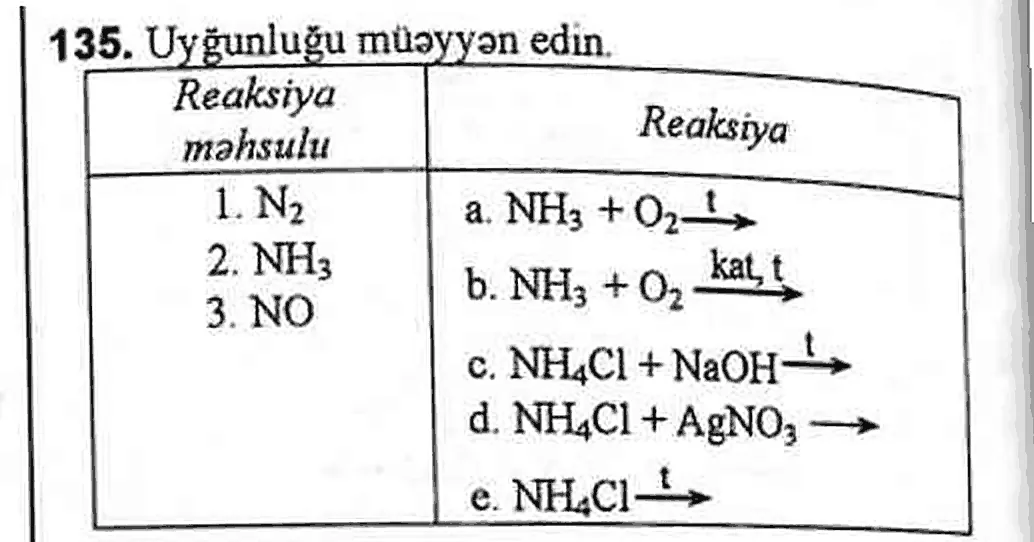 135. Uyğunluğu müəyyən edin.
Reaksiya
məhsulu
Reaksiya
1. N₂
2. NH₃
3. NO
a. NH₃ + O₂ t→
b. NH₃ + O₂ kat, t→
c. NH₄Cl + NaOH t→
d. NH₄Cl + AgNO₃ →
e. NH₄Cl t→